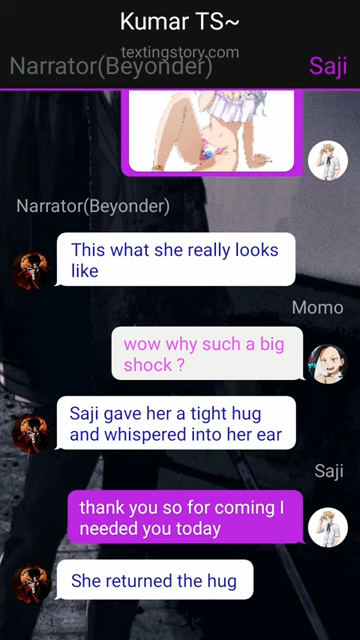 Kumar TS~
textingstory.com
Narrator(Beyonder)
Saji
Narrator(Beyonder)
This what she really looks
like
Momo
wow why such a big
shock ?
Saji gave her a tight hug
and whispered into her ear
Saji
thank you so for coming I
needed you today
She returned the hug